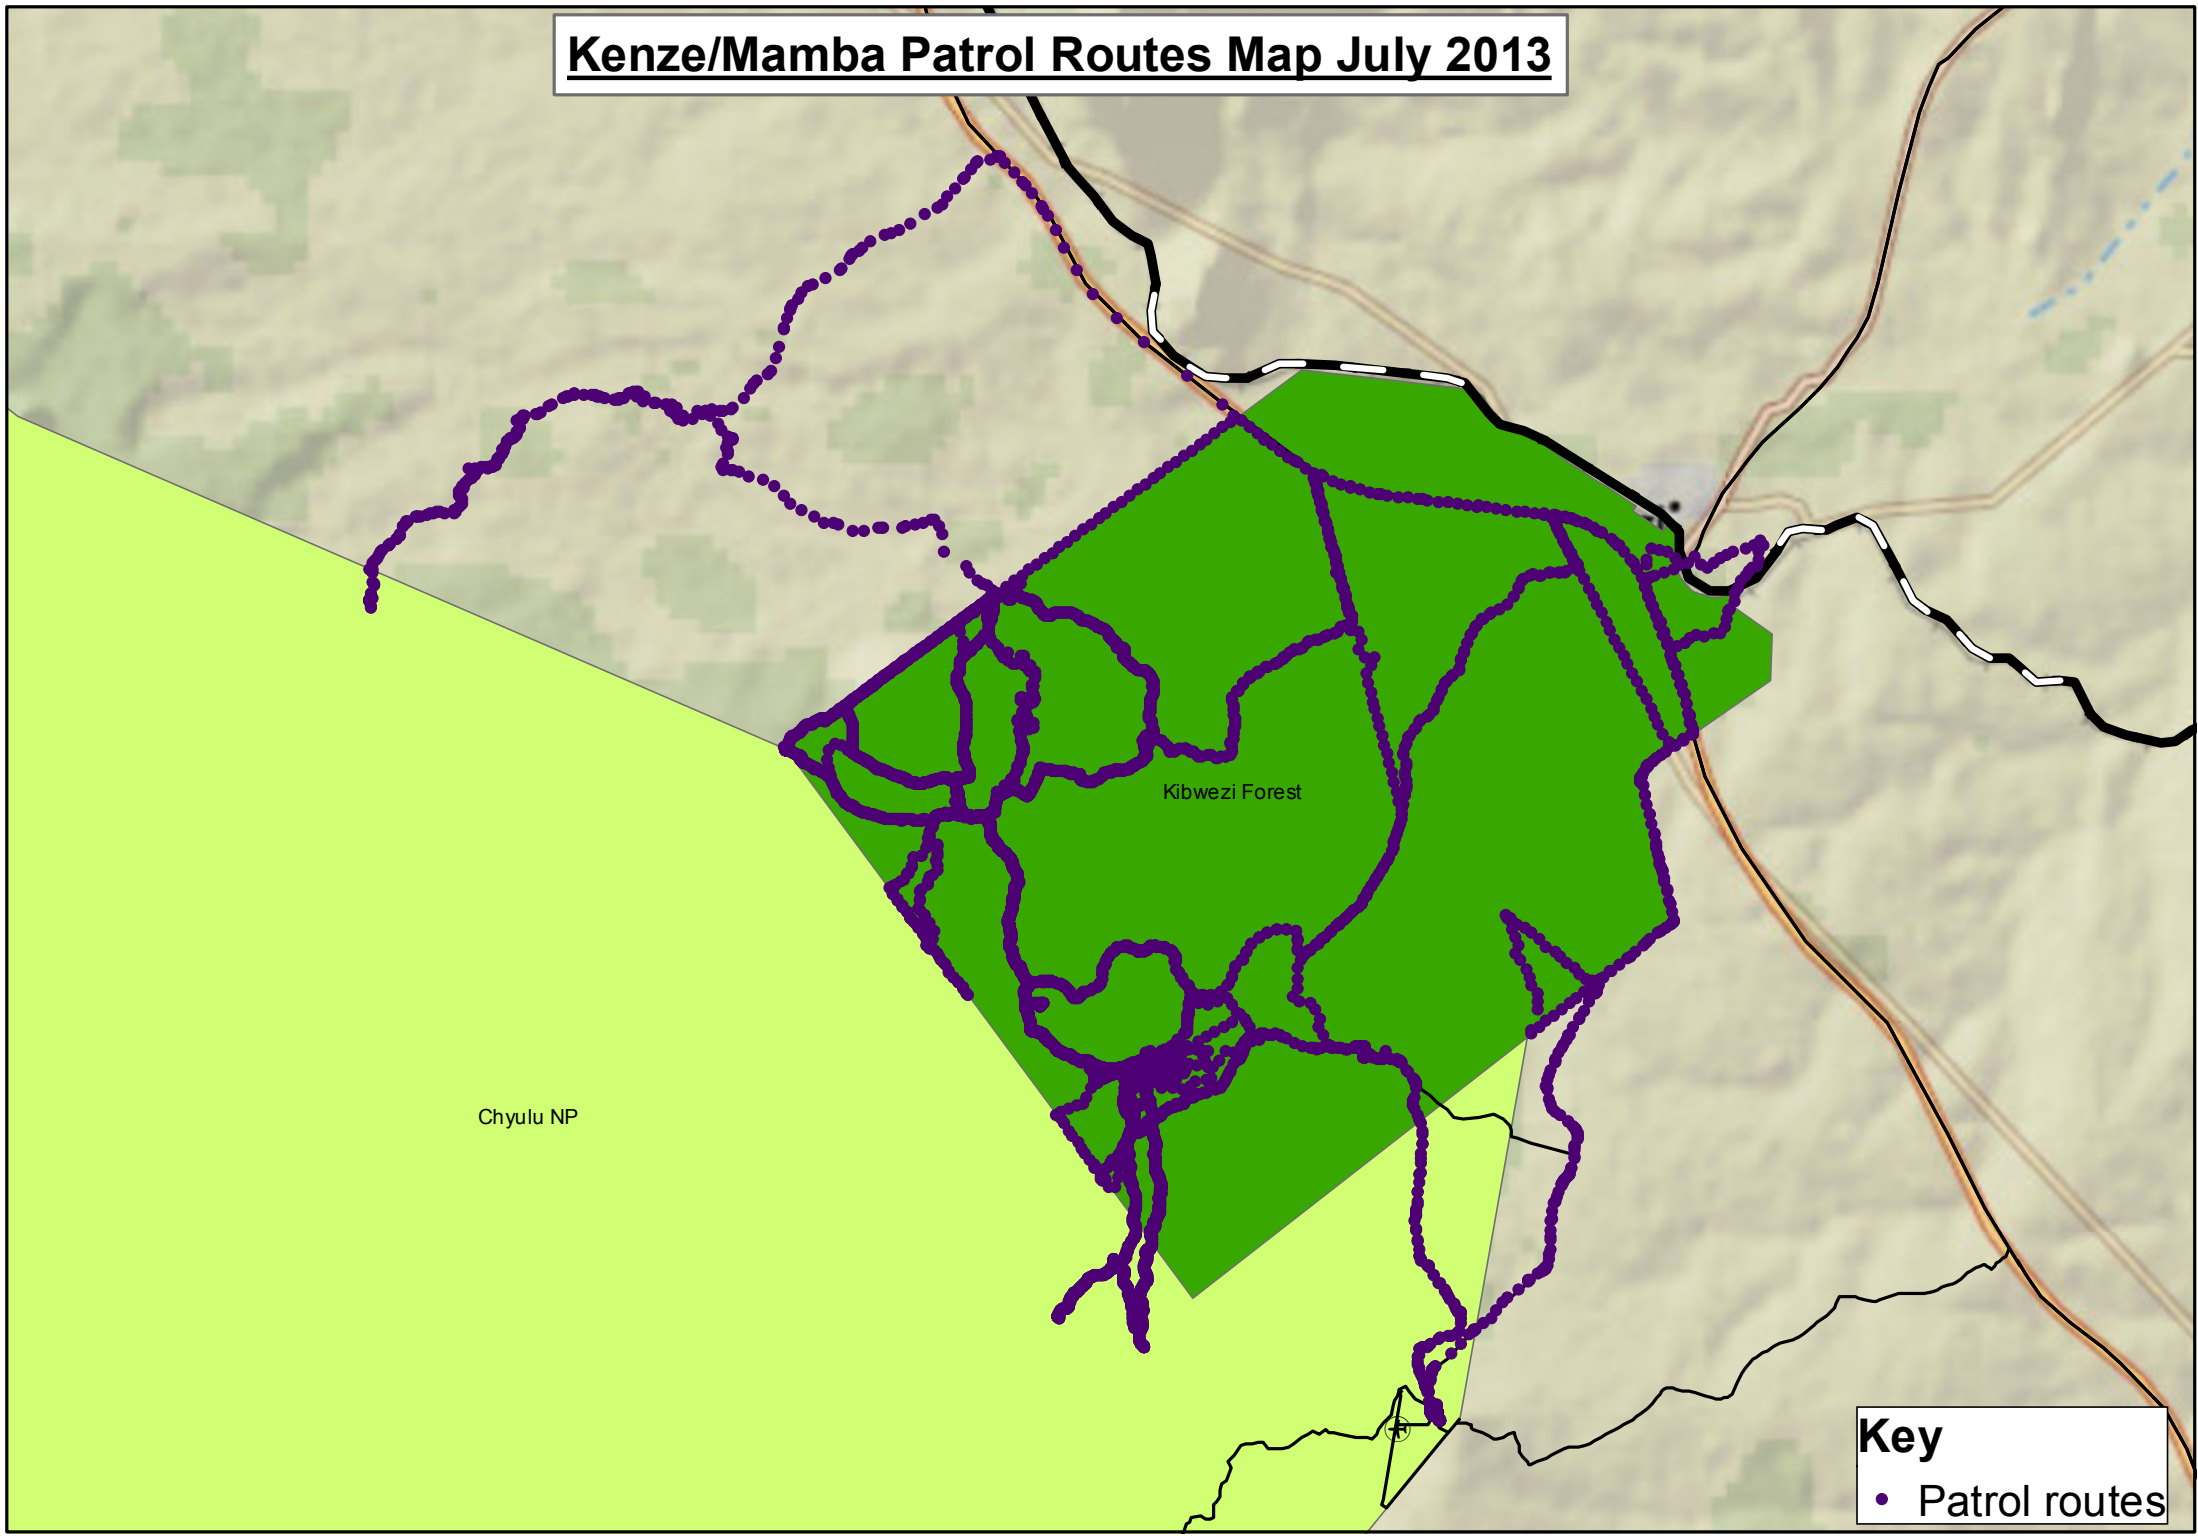 Kenze/Mamba Patrol Routes Map July 2013
Kibwezi Forest
Chyulu NP
Key
Patrol routes